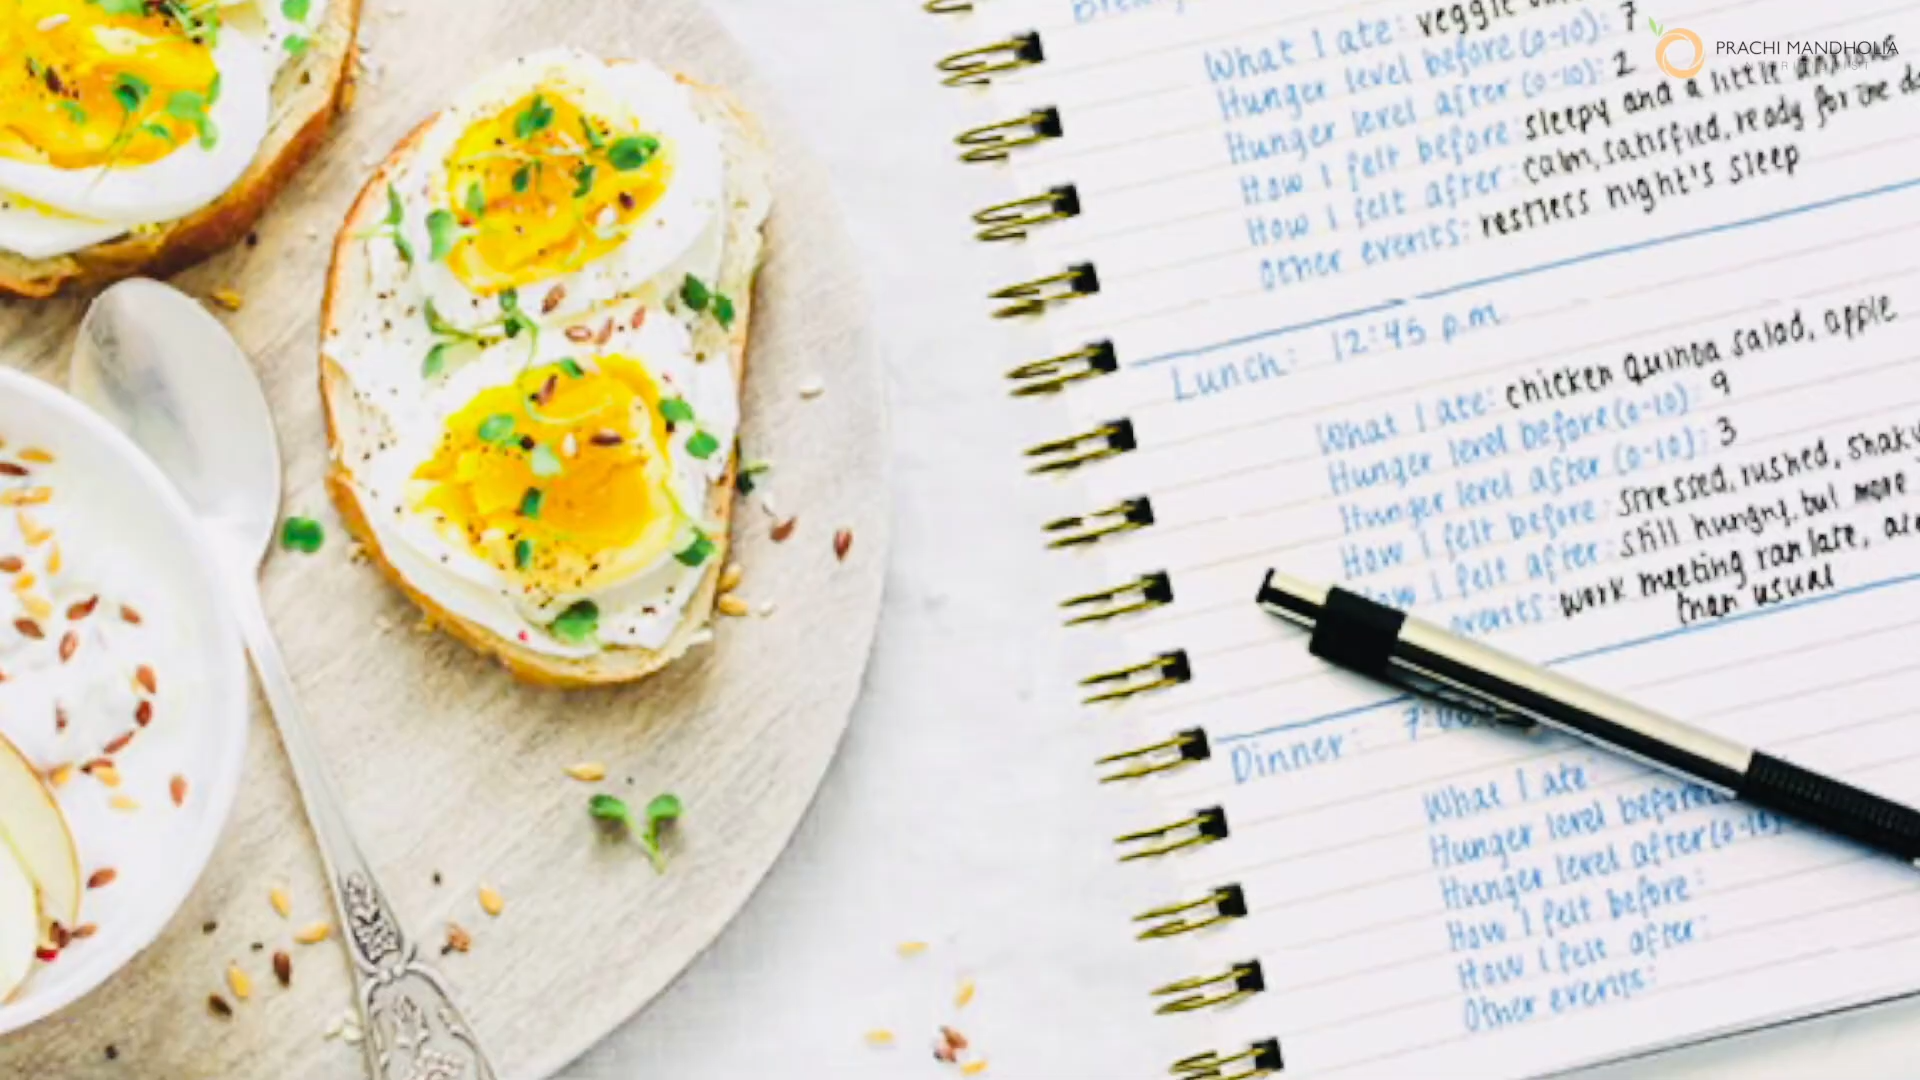 What I ate: veggie
Hunger level before (0-10): 7
Hunger level after (0-10): 2
How I felt before: sleepy and a little anxious
How I felt after: calm, satisfied, ready for the
Other events: restless night's sleep
Lunch: 12:45 p.m.
What I ate: chicken quinoa salad, apple
Hunger level before (0-10): 9
Hunger level after (0-10): 3
How I felt before: stressed, rushed,
How I felt after: still hungry, but more
events: work meeting ran late,
than usual
Dinner:
What I ate
Hunger level before
Hunger level after (0-10)
How I felt before:
How I felt after:
Other events:
PRACHI MANDHOLIA